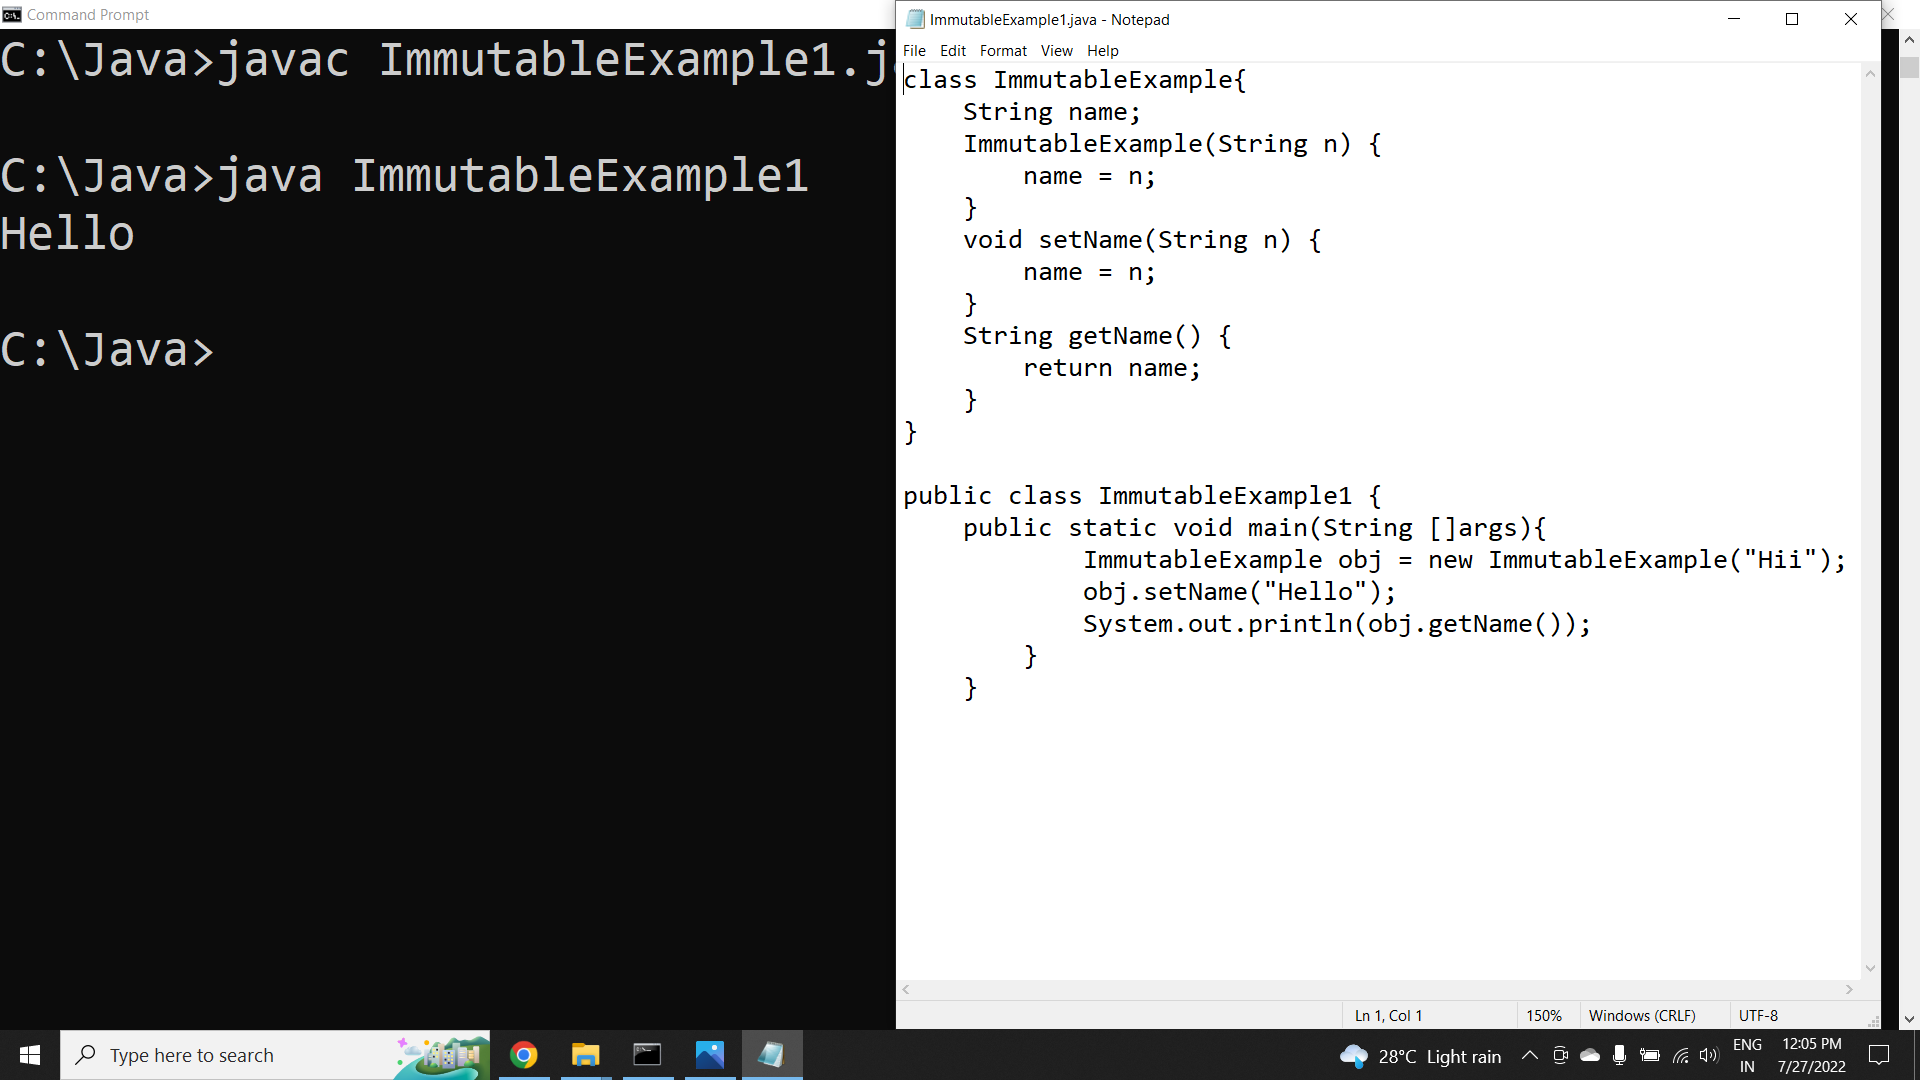 Command Prompt
C:\Java>javac ImmutableExample1.j
C:\Java>java ImmutableExample1
Hello
C:\Java>
ImmutableExample1.java - Notepad
File Edit Format View Help
class ImmutableExample{
    String name;
    ImmutableExample(String n) {
        name = n;
    }
    void setName(String n) {
        name = n;
    }
    String getName() {
        return name;
    }
}
public class ImmutableExample1 {
    public static void main(String []args){
            ImmutableExample obj = new ImmutableExample("Hii");
            obj.setName("Hello");
            System.out.println(obj.getName());
        }
    }
Ln 1, Col 1 150% Windows (CRLF) UTF-8
Type here to search
28°C Light rain
ENG
IN
12:05 PM
7/27/2022